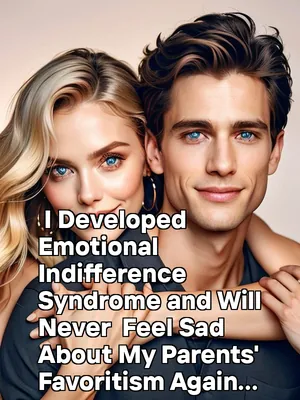 I Developed
Emotional
Indifference
Syndrome and Will
Never Feel Sad
About My Parents'
Favoritism Again...